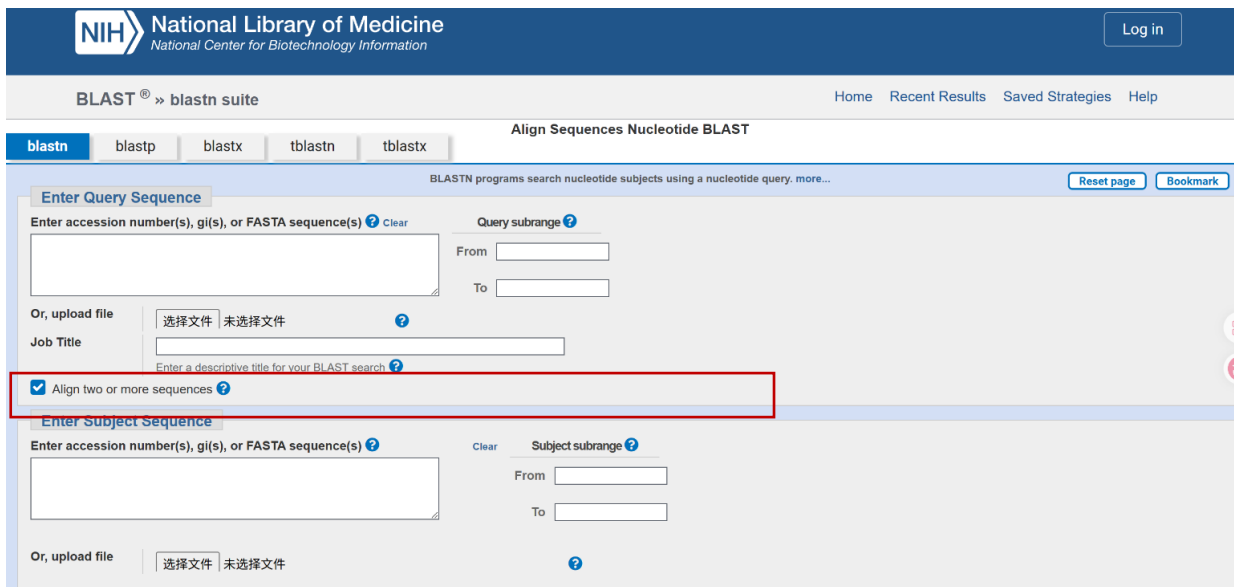 NIH National Library of Medicine
National Center for Biotechnology Information
Log in
BLAST ® » blastn suite
Home Recent Results Saved Strategies Help
Align Sequences Nucleotide BLAST
blastn blastp blastx tblastn tblastx
BLASTN programs search nucleotide subjects using a nucleotide query. more...
Reset page Bookmark
Enter Query Sequence
Enter accession number(s), gi(s), or FASTA sequence(s) ? Clear Query subrange ?
From
To
Or, upload file 选择文件 未选择文件 ?
Job Title
Enter a descriptive title for your BLAST search ?
Align two or more sequences ?
Enter Subject Sequence
Enter accession number(s), gi(s), or FASTA sequence(s) ? Clear Subject subrange ?
From
To
Or, upload file 选择文件 未选择文件 ?